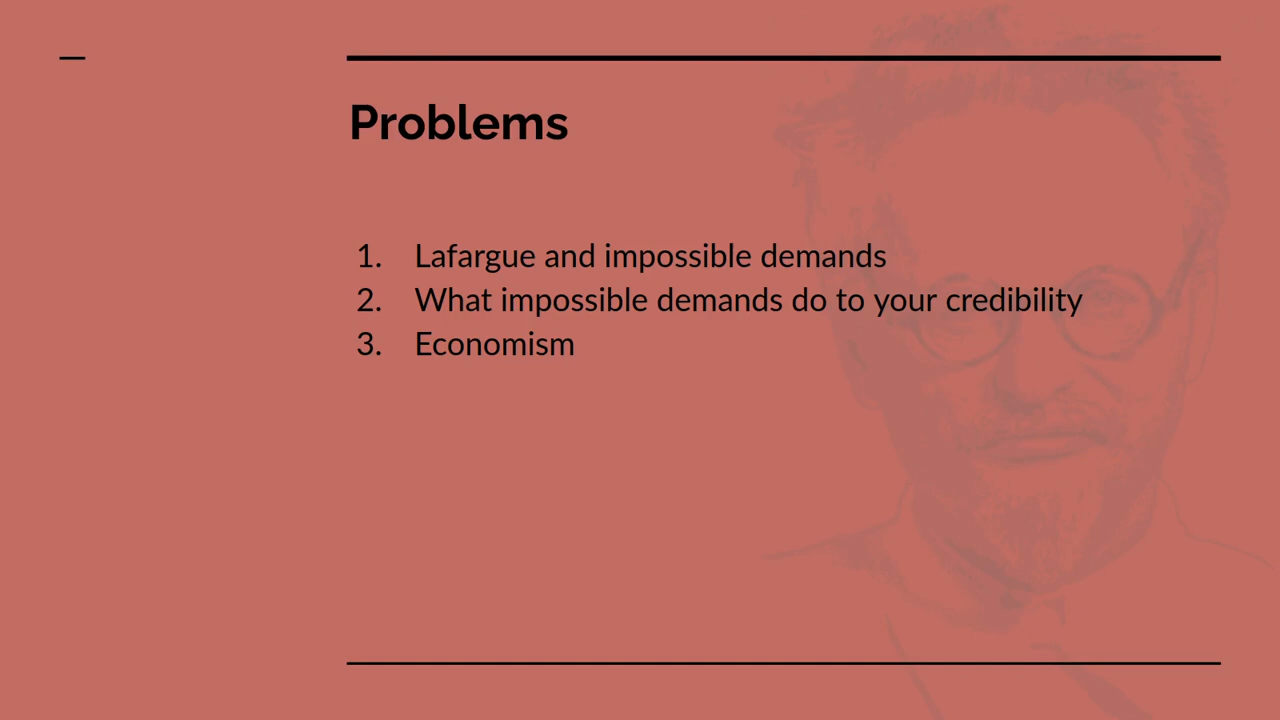 Problems
1. Lafargue and impossible demands
2. What impossible demands do to your credibility
3. Economism